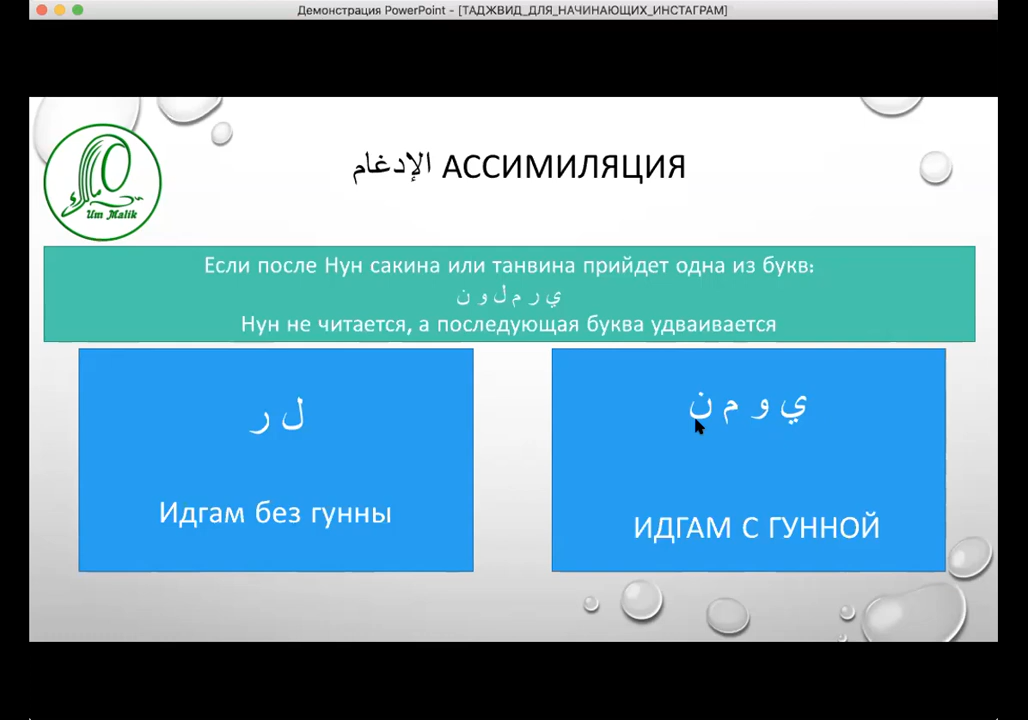 Демонстрация PowerPoint - [ТАДЖВИД_ДЛЯ_НАЧИНАЮЩИХ_ИНСТАГРАМ]
Um Malik
الإدغام АССИМИЛЯЦИЯ
Если после Нун сакина или танвина прийдет одна из букв:
ي ر م ل و ن
Нун не читается, а последующая буква удваивается
ل ر
Идгам без гунны
ي و م ن
ИДГАМ С ГУННОЙ